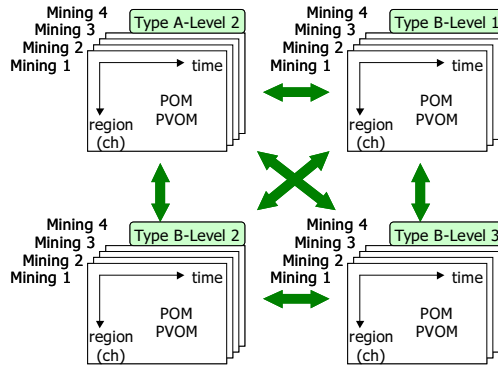 Mining 4
Mining 3
Mining 2
Mining 1
Type A-Level 2
time
POM
PVOM
region
(ch)
Mining 4
Mining 3
Mining 2
Mining 1
Type B-Level 1
time
POM
PVOM
region
(ch)
Mining 4
Mining 3
Mining 2
Mining 1
Type B-Level 2
time
POM
PVOM
region
(ch)
Mining 4
Mining 3
Mining 2
Mining 1
Type B-Level 3
time
POM
PVOM
region
(ch)